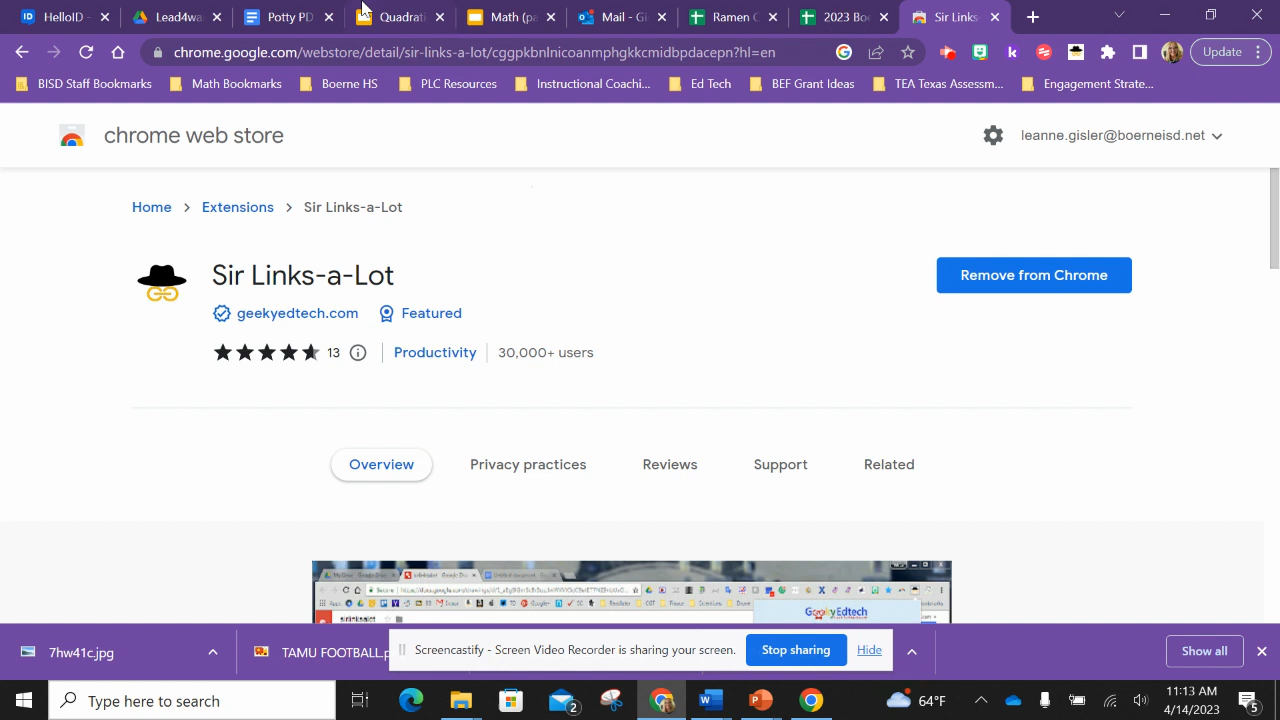 HelloID
Lead4wa
Potty PD
Quadrati
Math (pa
Mail - Gi
Ramen C
2023 Boe
Sir Links-
chrome.google.com/webstore/detail/sir-links-a-lot/cggpkbnlnicoanmphgkkcmidbpdacepn?hl=en
Update
BISD Staff Bookmarks
Math Bookmarks
Boerne HS
PLC Resources
Instructional Coachi...
Ed Tech
BEF Grant Ideas
TEA Texas Assessm...
Engagement Strate...
chrome web store
leanne.gisler@boerneisd.net
Home > Extensions > Sir Links-a-Lot
Sir Links-a-Lot
Remove from Chrome
geekyedtech.com
Featured
13
Productivity
30,000+ users
Overview
Privacy practices
Reviews
Support
Related
GeekyEdtech
7hw41c.jpg
TAMU FOOTBALL.p
Screencastify - Screen Video Recorder is sharing your screen.
Stop sharing
Hide
Show all
Type here to search
2
64°F
11:13 AM
4/14/2023
5